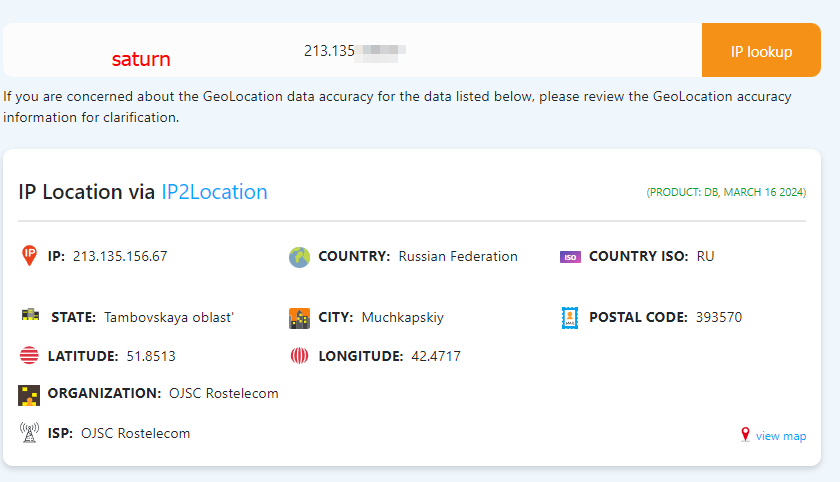 saturn 213.135 IP lookup
If you are concerned about the GeoLocation data accuracy for the data listed below, please review the GeoLocation accuracy
information for clarification.
IP Location via IP2Location (PRODUCT: DB, MARCH 16 2024)
IP IP: 213.135.156.67 COUNTRY: Russian Federation ISO COUNTRY ISO: RU
STATE: Tambovskaya oblast' CITY: Muchkapskiy POSTAL CODE: 393570
LATITUDE: 51.8513 LONGITUDE: 42.4717
ORGANIZATION: OJSC Rostelecom
ISP: OJSC Rostelecom view map